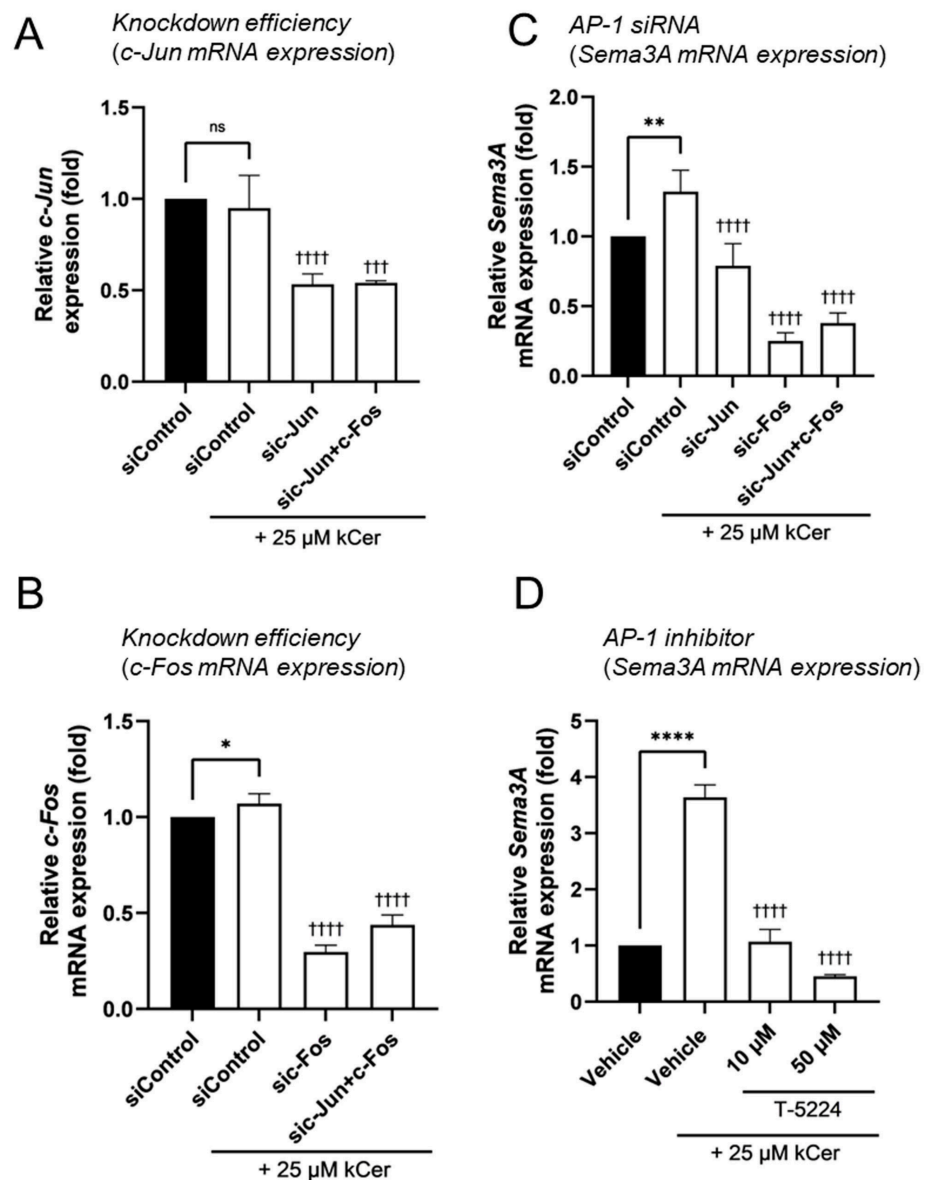 A
Knockdown efficiency
(c-Jun mRNA expression)
Relative c-Jun
expression (fold)
1.5
1.0
0.5
0.0
ns
††††
†††
siControl
siControl
sic-Jun
sic-Jun+c-Fos
+ 25 µM kCer
C
AP-1 siRNA
(Sema3A mRNA expression)
Relative Sema3A
mRNA expression (fold)
2.0
1.5
1.0
0.5
0.0
**
††††
††††
††††
siControl
siControl
sic-Jun
sic-Fos
sic-Jun+c-Fos
+ 25 µM kCer
B
Knockdown efficiency
(c-Fos mRNA expression)
Relative c-Fos
mRNA expression (fold)
1.5
1.0
0.5
0.0
*
††††
††††
siControl
siControl
sic-Fos
sic-Jun+c-Fos
+ 25 µM kCer
D
AP-1 inhibitor
(Sema3A mRNA expression)
Relative Sema3A
mRNA expression (fold)
5
4
3
2
1
0
****
††††
††††
Vehicle
Vehicle
10 µM
50 µM
T-5224
+ 25 µM kCer